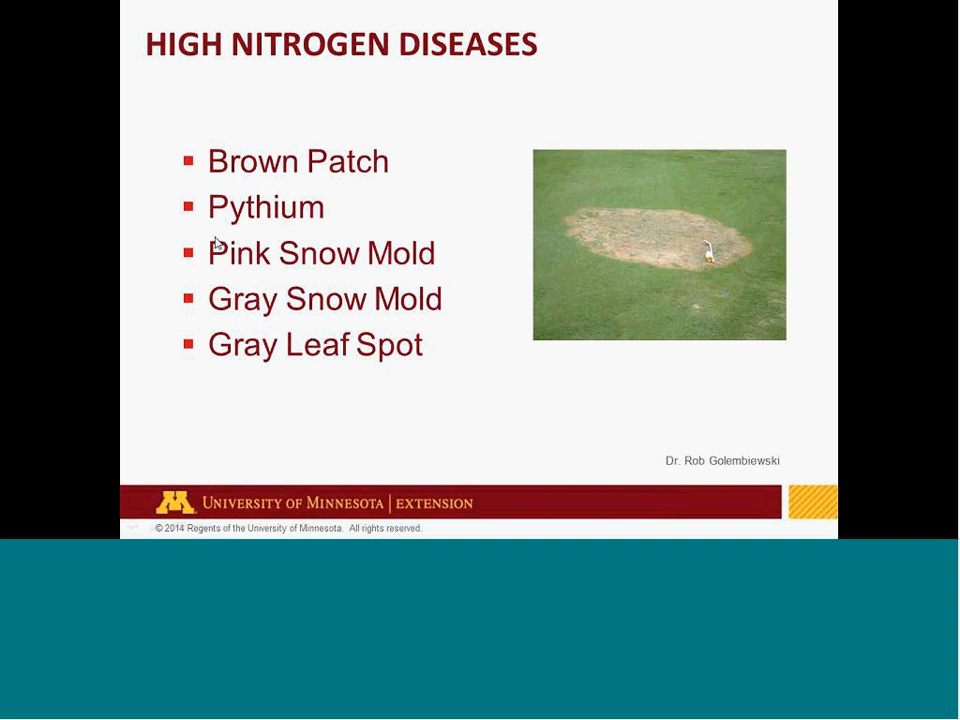 HIGH NITROGEN DISEASES
Brown Patch
Pythium
Pink Snow Mold
Gray Snow Mold
Gray Leaf Spot
Dr. Rob Golembiewski
M UNIVERSITY OF MINNESOTA | EXTENSION
© 2014 Regents of the University of Minnesota. All rights reserved.